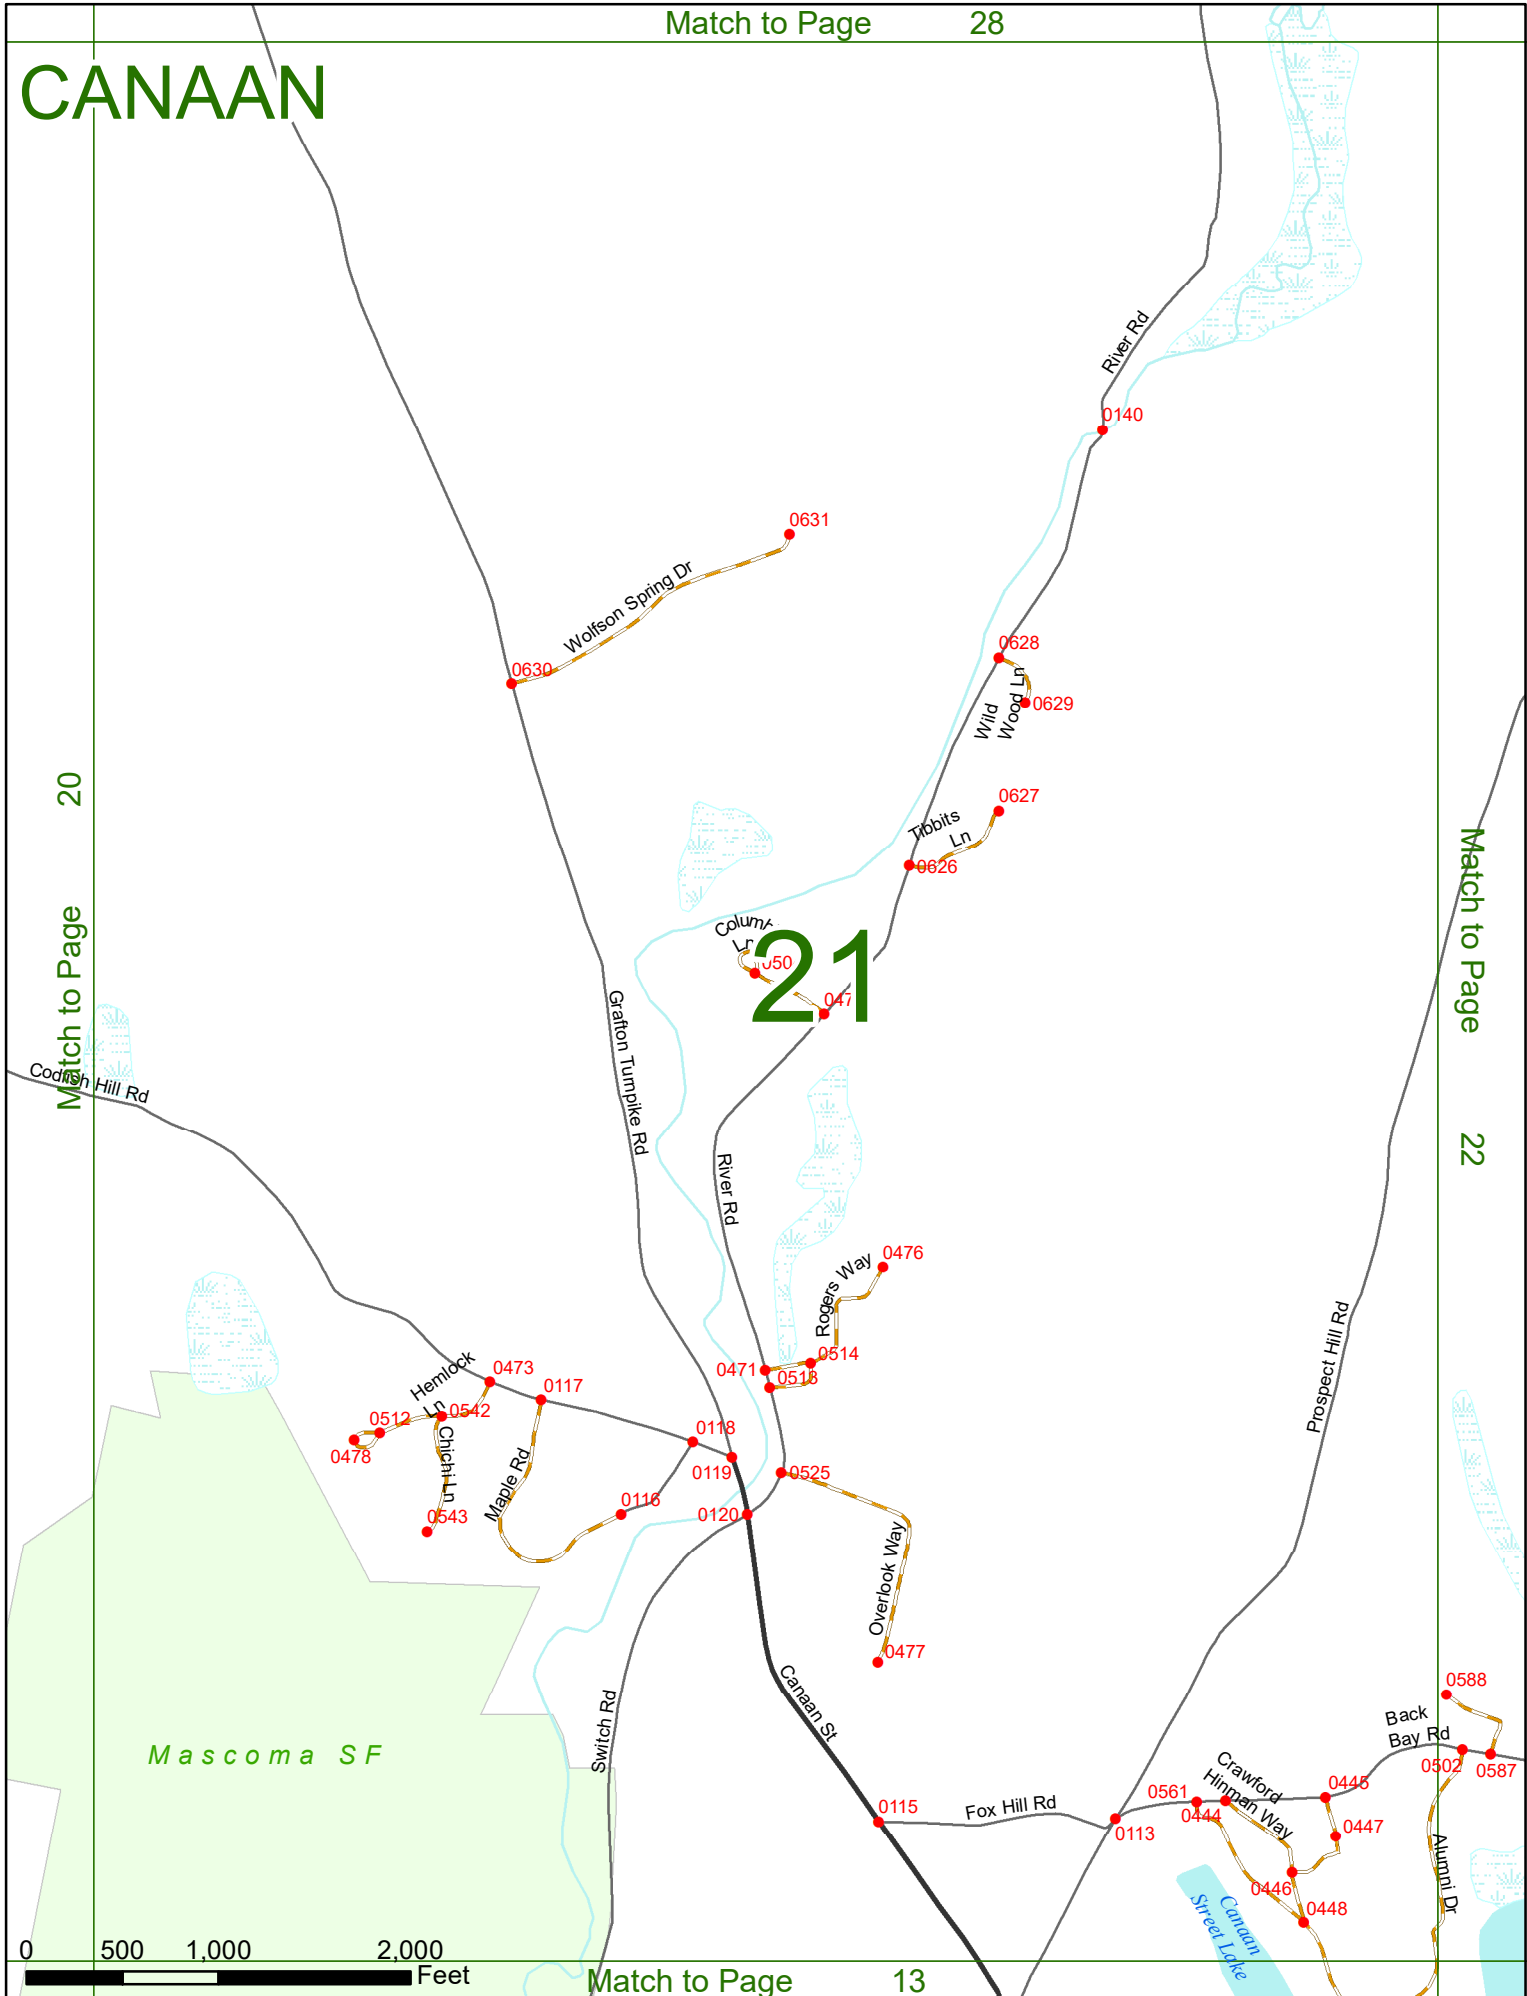 Match to Page 28
CANAAN
River Rd
0140
0631
Wolfson Spring Dr
0630
0628
Wild
Wood Ln
0629
0627
Tibbits
Ln
0626
20
Match to Page
Match to Page
22
Ln
21
Codfish Hill Rd
Grafton Turnpike Rd
River Rd
0476
Rogers Way
0514
0471
0513
Prospect Hill Rd
Hemlock
Ln
0473
0117
0542
0512
0478
Chichi Ln
0543
Maple Rd
0118
0119
0116
0120
0525
Overlook Way
0477
Switch Rd
Canaan St
Mascoma SF
0588
Back
Bay Rd
0502
0587
Crawford
Hinman Way
0561
0444
0445
0447
0115
Fox Hill Rd
0113
0446
0448
Alumni Dr
Canaan
Street Lake
0 500 1,000 2,000
Feet
Match to Page 13